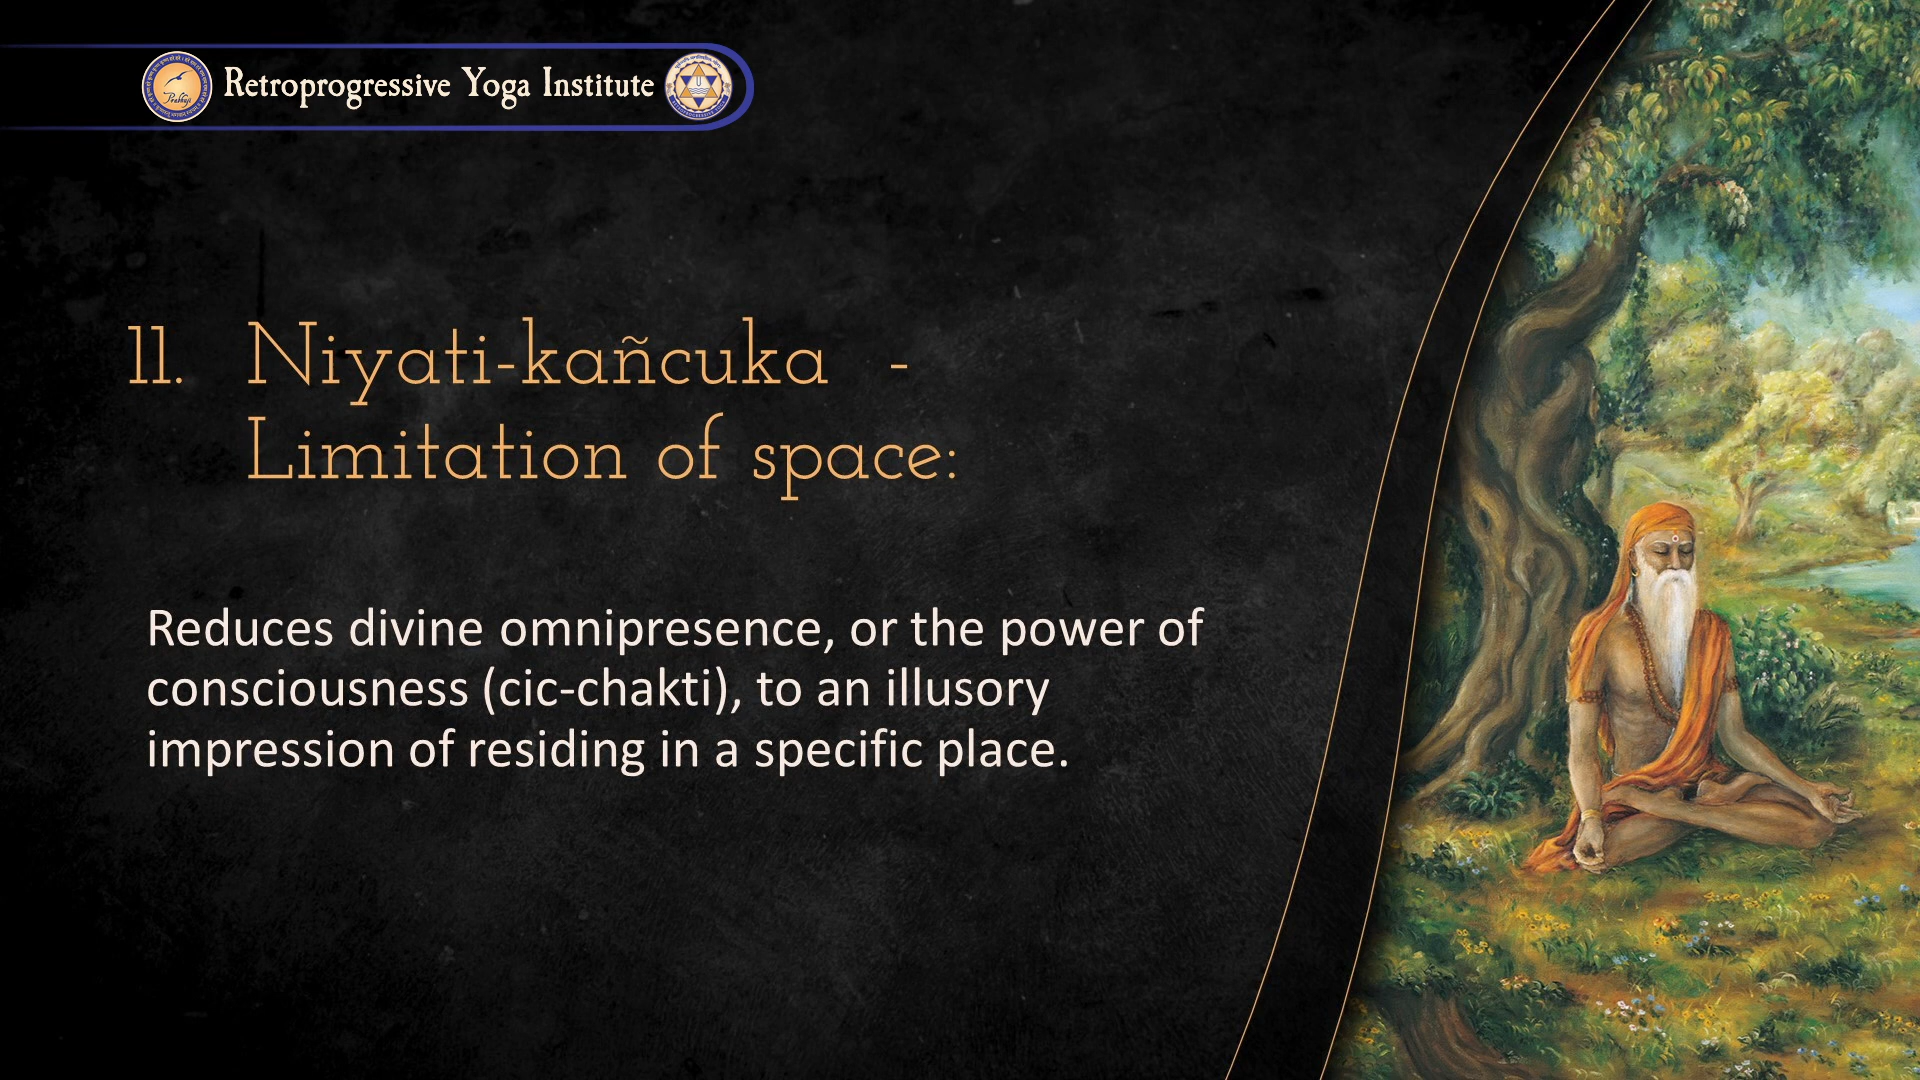 Retroprogressive Yoga Institute
Prabhuji
11. Niyati-kañcuka -
Limitation of space:
Reduces divine omnipresence, or the power of
consciousness (cic-chakti), to an illusory
impression of residing in a specific place.